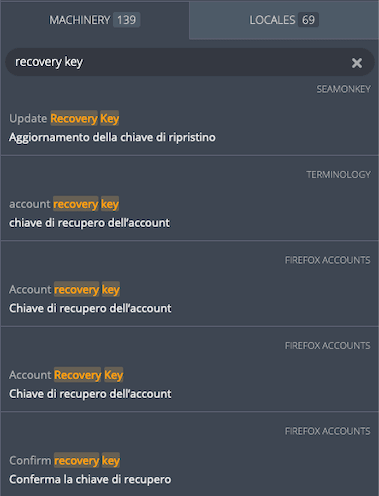 MACHINERY 139
LOCALES 69
recovery key
SEAMONKEY
Update Recovery Key
Aggiornamento della chiave di ripristino
TERMINOLOGY
account recovery key
chiave di recupero dell’account
FIREFOX ACCOUNTS
Account recovery key
Chiave di recupero dell’account
FIREFOX ACCOUNTS
Account Recovery Key
Chiave di recupero dell’account
FIREFOX ACCOUNTS
Confirm recovery key
Conferma la chiave di recupero